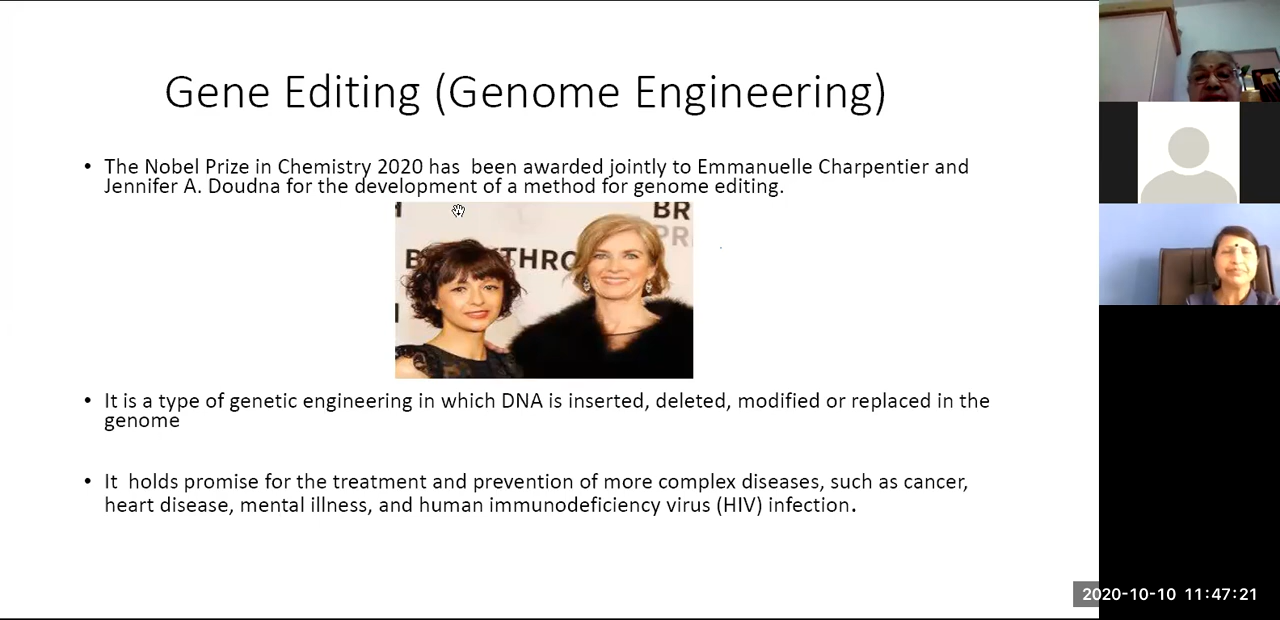 Gene Editing (Genome Engineering)
• The Nobel Prize in Chemistry 2020 has  been awarded jointly to Emmanuelle Charpentier and
Jennifer A. Doudna for the development of a method for genome editing.
BR
PRI
B THRO
• It is a type of genetic engineering in which DNA is inserted, deleted, modified or replaced in the
genome
• It  holds promise for the treatment and prevention of more complex diseases, such as cancer,
heart disease, mental illness, and human immunodeficiency virus (HIV) infection.
2020-10-10 11:47:21